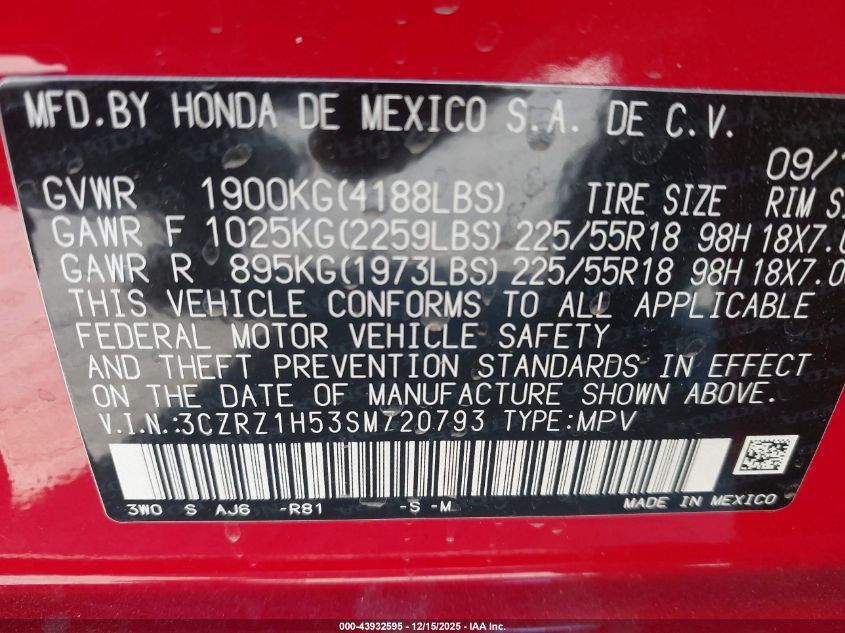 MFD.BY HONDA DE MEXICO S.A. DE C.V.
09/
GVWR 1900KG(4188LBS) TIRE SIZE RIM
GAWR F 1025KG(2259LBS) 225/55R18 98H 18X7.
GAWR R 895KG(1973LBS) 225/55R18 98H 18X7.0
THIS VEHICLE CONFORMS TO ALL APPLICABLE
FEDERAL MOTOR VEHICLE SAFETY
AND THEFT PREVENTION STANDARDS IN EFFECT
ON THE DATE OF MANUFACTURE SHOWN ABOVE.
V.I.N.:3CZRZ1H53SM720793 TYPE:MPV
3W0 S AJ6 -R81 -S -M MADE IN MEXICO
000-43932595 - 12/15/2025 - IAA Inc.